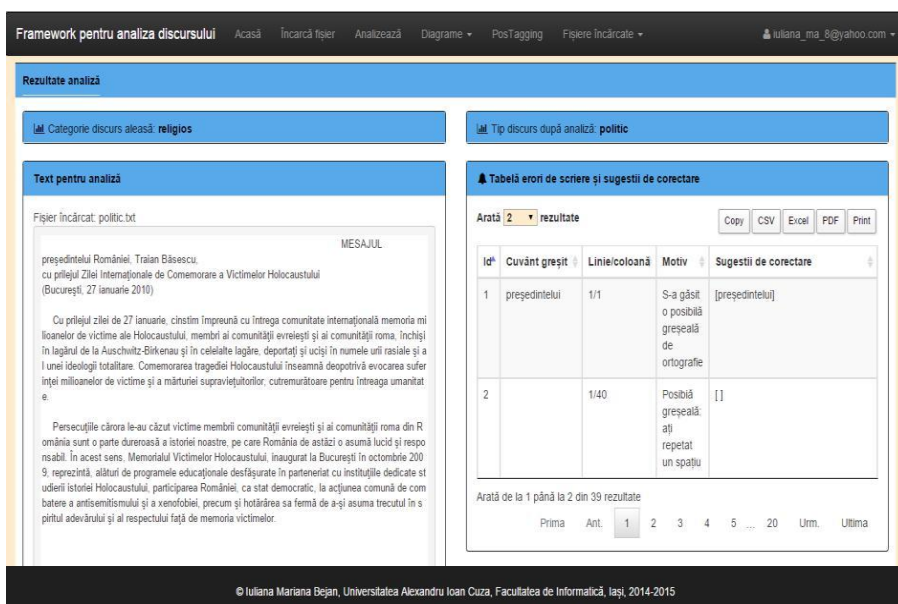 Framework pentru analiza discursului Acasă Încarcă fișier Analizează Diagrame PosTagging Fișiere încărcate iuliana_ma_8@yahoo.com
Rezultate analiză
Categorie discurs aleasă: religios
Tip discurs după analiză: politic
Text pentru analiză
Fișier încărcat: politic.txt
MESAJUL
președintelui României, Traian Băsescu,
cu prilejul Zilei Internaționale de Comemorare a Victimelor Holocaustului
(București, 27 ianuarie 2010)
Cu prilejul zilei de 27 ianuarie, cinstim împreună cu întrega comunitate internațională memoria mi
lioanelor de victime ale Holocaustului, membri ai comunității evreiești și ai comunității roma, închiși
în lagărul de la Auschwitz-Birkenau și în celelalte lagăre, deportați și uciși în numele urii rasiale și a
l unei ideologii totalitare. Comemorarea tragediei Holocaustului înseamnă deopotrivă evocarea sufer
inței milioanelor de victime și a mărturiei supraviețuitorilor, cutremurătoare pentru întreaga umanitat
e.
Persecuțiile cărora le-au căzut victime membrii comunității evreiești și ai comunității roma din R
omânia sunt o parte dureroasă a istoriei noastre, pe care România de astăzi o asumă lucid și respo
nsabil. În acest sens, Memorialul Victimelor Holocaustului, inaugurat la București în octombrie 200
9, reprezintă, alături de programele educaționale desfășurate în parteneriat cu instituțiile dedicate st
udierii istoriei Holocaustului, participarea României, ca stat democratic, la acțiunea comună de com
batere a antisemitismului și a xenofobiei, precum și hotărârea sa fermă de a-și asuma trecutul în s
piritul adevărului și al respectului față de memoria victimelor.
Tabelă erori de scriere și sugestii de corectare
Arată 2 rezultate Copy CSV Excel PDF Print
Id Cuvânt greșit Linie/coloană Motiv Sugestii de corectare
1 președintelui 1/1 S-a găsit [președintelui]
o posibilă
greșeală
de
ortografie
2 1/40 Posibiă [ ]
greșeală:
ați
repetat
un spațiu
Arată de la 1 până la 2 din 39 rezultate
Prima Ant. 1 2 3 4 5 ... 20 Urm. Ultima
© Iuliana Mariana Bejan, Universitatea Alexandru Ioan Cuza, Facultatea de Informatică, Iași, 2014-2015